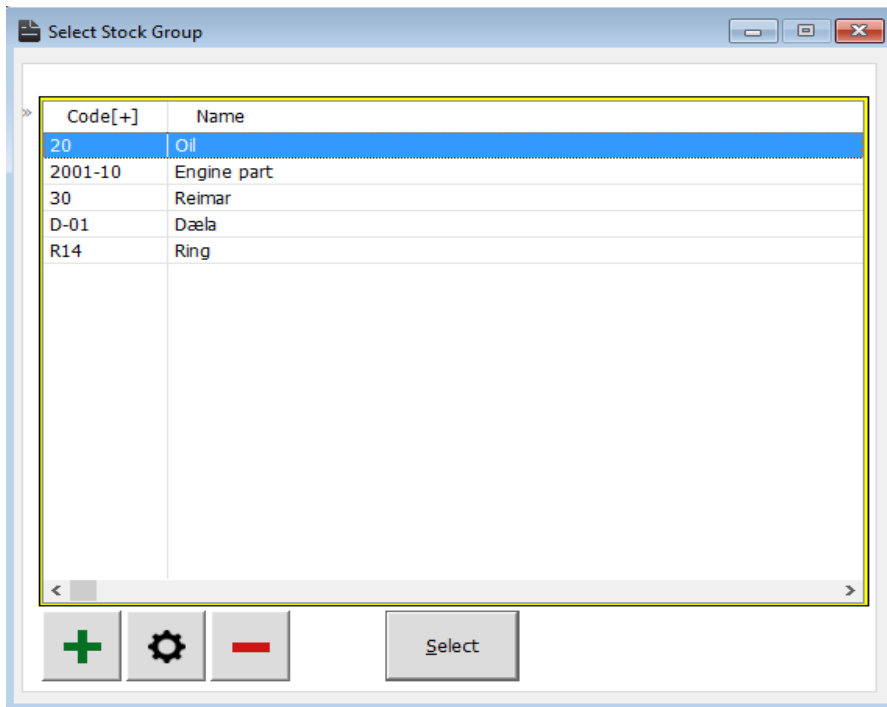 Select Stock Group
»
Code[+] Name
20 Oil
2001-10 Engine part
30 Reimar
D-01 Dæla
R14 Ring
Select